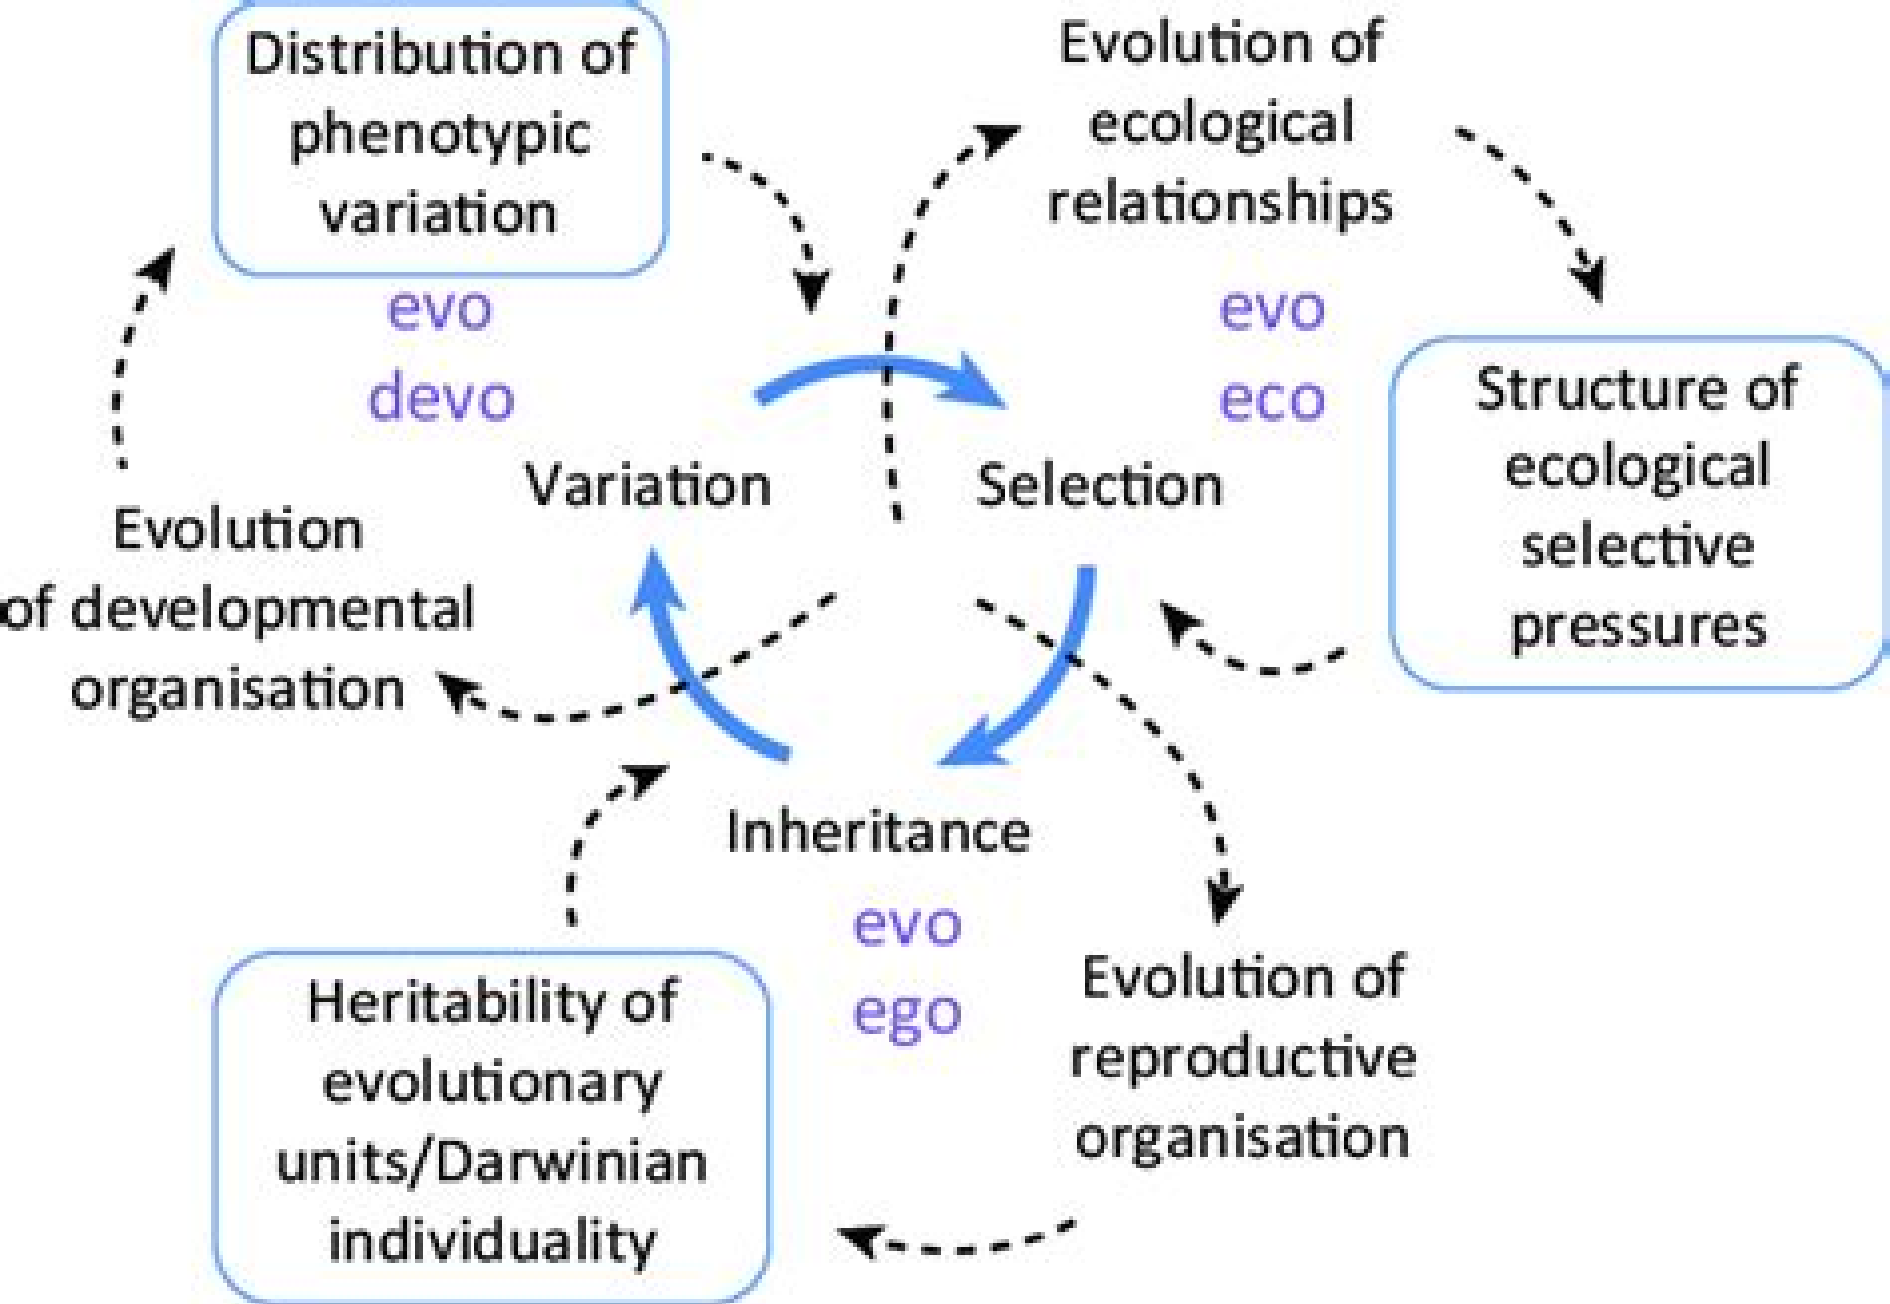 Distribution of
phenotypic
variation
evo
devo
Evolution of
ecological
relationships
evo
eco
Structure of
ecological
selective
pressures
Variation
Selection
Evolution
of developmental
organisation
Inheritance
evo
ego
Heritability of
evolutionary
units/Darwinian
individuality
Evolution of
reproductive
organisation